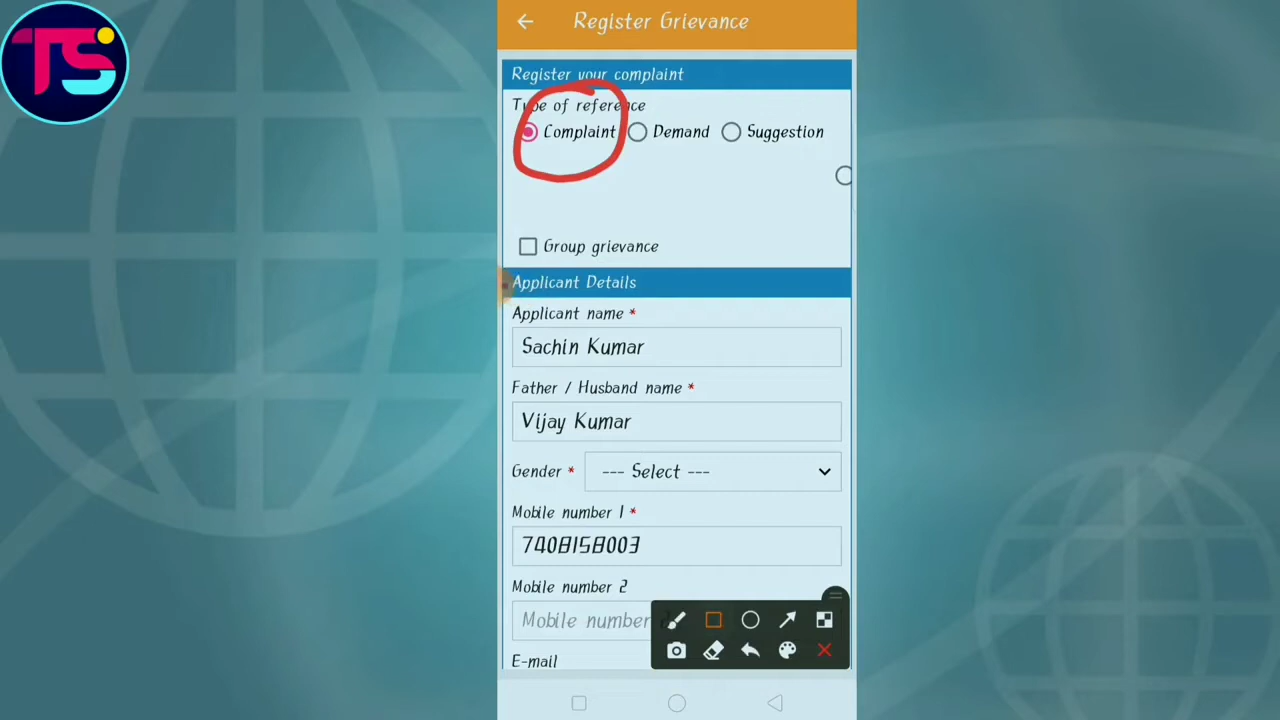 TS
Register Grievance
Register your complaint
Type of reference
Complaint Demand Suggestion
Group grievance
Applicant Details
Applicant name *
Sachin Kumar
Father / Husband name *
Vijay Kumar
Gender * --- Select ---
Mobile number 1 *
7408158003
Mobile number 2
Mobile number
E-mail